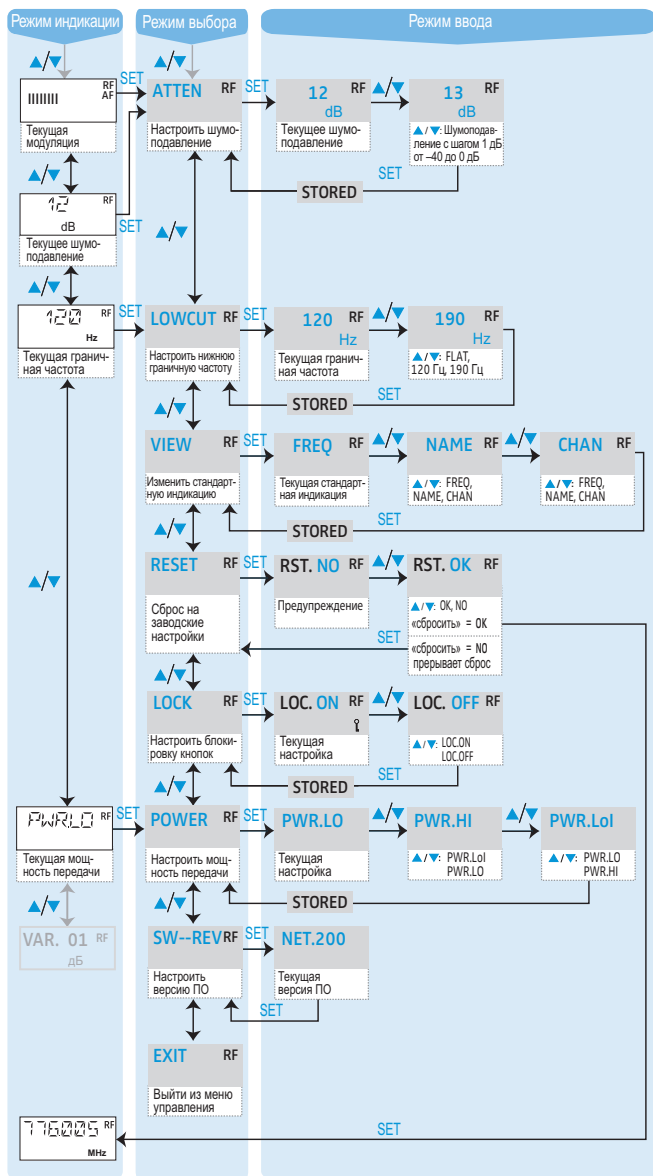 Режим индикации
Режим выбора
Режим ввода
▲/▼
▲/▼
RF
AF
SET
Текущая
модуляция
ATTEN RF
SET
Настроить шумо-
подавление
12 RF
dB
Текущее шумо-
подавление
▲/▼
13 RF
dB
▲/▼: Шумоподав-
ление с шагом 1 дБ
от –40 до 0 дБ
SET
STORED
▲/▼
12 RF
dB
SET
Текущее шумо-
подавление
▲/▼
▲/▼
120 RF
Hz
SET
Текущая гранич-
ная частота
LOWCUT RF
SET
Настроить нижнюю
граничную частоту
120 RF
Hz
Текущая гранич-
ная частота
▲/▼
190 RF
Hz
▲/▼: FLAT,
120 Гц, 190 Гц
SET
STORED
▲/▼
VIEW RF
SET
Изменить стандарт-
ную индикацию
FREQ RF
Текущая стандарт-
ная индикация
▲/▼
NAME RF
▲/▼: FREQ,
NAME, CHAN
▲/▼
CHAN RF
▲/▼: FREQ,
NAME, CHAN
SET
STORED
▲/▼
▲/▼
RESET RF
SET
Сброс на
заводские
настройки
RST. NO RF
Предупреждение
▲/▼
RST. OK RF
▲/▼: OK, NO
«сбросить» = OK
«сбросить» = NO
прерывает сброс
SET
▲/▼
LOCK RF
SET
Настроить блоки-
ровку кнопок
LOC. ON RF
Текущая
настройка
▲/▼
LOC. OFF RF
▲/▼: LOC.ON
LOC.OFF
SET
STORED
▲/▼
PWR.LO RF
SET
Текущая мощ-
ность передачи
POWER RF
SET
Настроить мощ-
ность передачи
PWR.LO
Текущая
настройка
▲/▼
PWR.HI
▲/▼: PWR.LoI
PWR.LO
▲/▼
PWR.LoI
▲/▼: PWR.LO
PWR.HI
STORED
▲/▼
▲/▼
VAR. 01 RF
дБ
SW--REV RF
SET
Настроить
версию ПО
NET.200
Текущая
версия ПО
SET
EXIT RF
Выйти из меню
управления
776.005 RF
MHz
SET